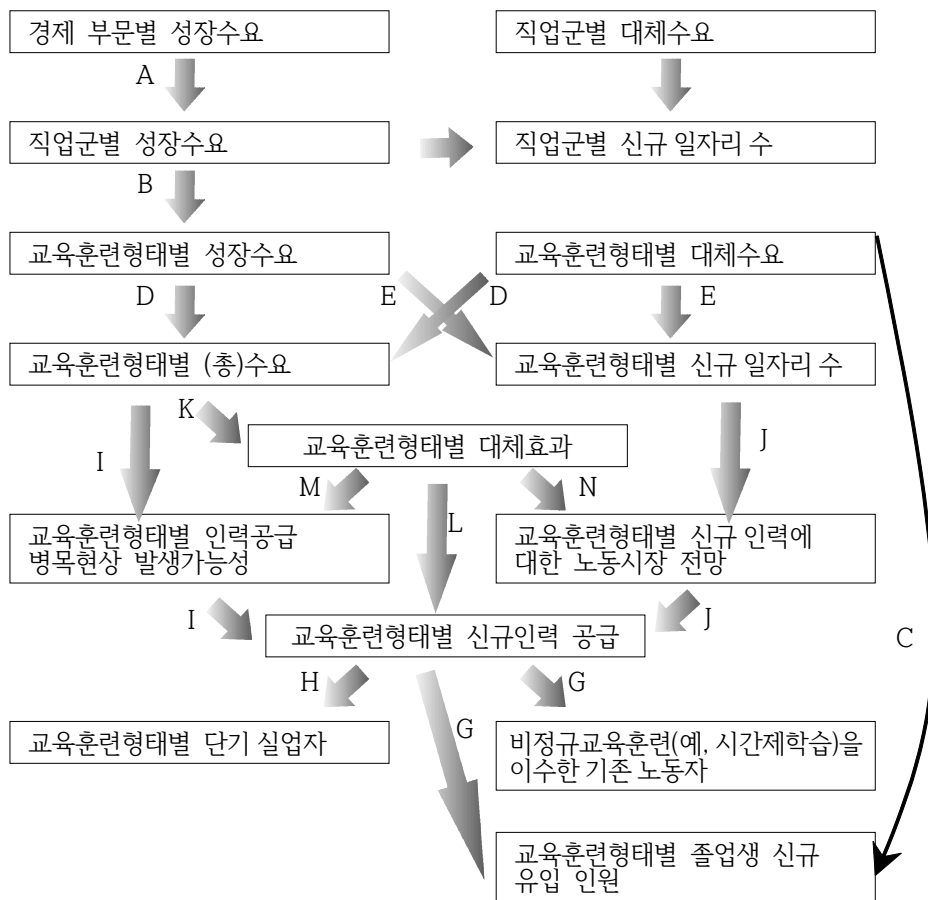 경제 부문별 성장수요
직업군별 대체수요
A
직업군별 성장수요
직업군별 신규 일자리 수
B
교육훈련형태별 성장수요
교육훈련형태별 대체수요
D
E
D
E
교육훈련형태별 (총)수요
교육훈련형태별 신규 일자리 수
K
교육훈련형태별 대체효과
I
J
M
N
L
교육훈련형태별 인력공급
병목현상 발생가능성
교육훈련형태별 신규 인력에
대한 노동시장 전망
I
J
교육훈련형태별 신규인력 공급
C
H
G
G
교육훈련형태별 단기 실업자
비정규교육훈련(예, 시간제학습)을
이수한 기존 노동자
교육훈련형태별 졸업생 신규
유입 인원